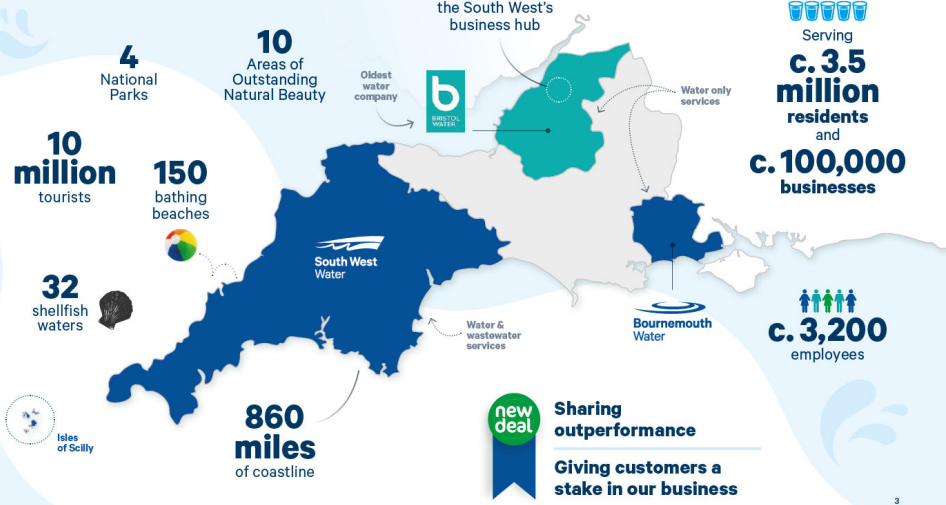 the South West's
business hub
4
National
Parks
10
Areas of
Outstanding
Natural Beauty
Oldest
water
company
b
BRISTOL
WATER
Water only
services
Serving
c. 3.5
million
residents
and
c. 100,000
businesses
10
million
tourists
150
bathing
beaches
South West
Water
32
shellfish
waters
Water &
wastewater
services
Bournemouth
Water
c. 3,200
employees
Isles
of Scilly
860
miles
of coastline
new
deal
Sharing
outperformance
Giving customers a
stake in our business
3